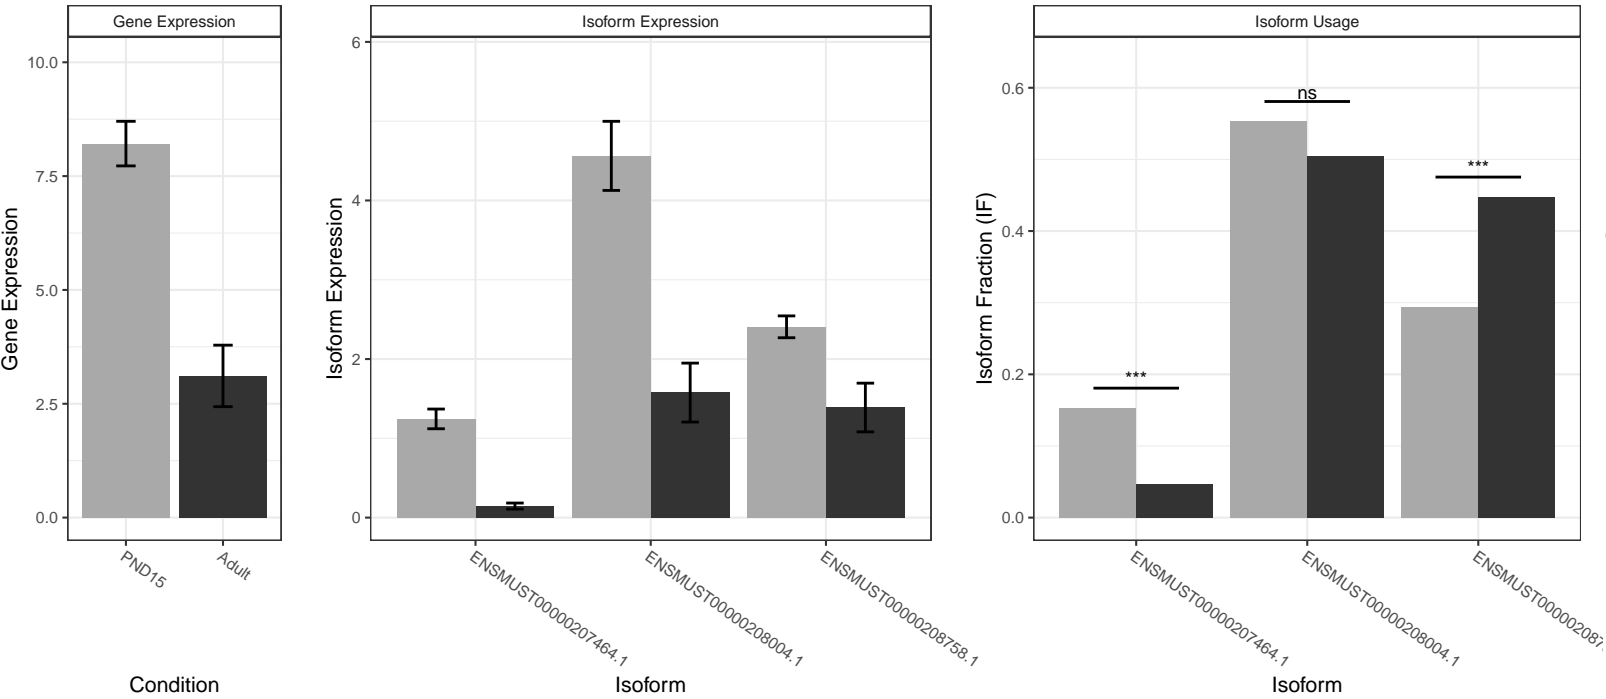 Gene Expression
Isoform Expression
Isoform Usage
Gene Expression
10.0
7.5
5.0
2.5
0.0
PND15
Adult
Condition
Isoform Expression
6
4
2
0
ENSMUST00000207464.1
ENSMUST00000208004.1
ENSMUST00000208758.1
Isoform
Isoform Fraction (IF)
0.6
0.4
0.2
0.0
***
ns
***
ENSMUST00000207464.1
ENSMUST00000208004.1
Isoform